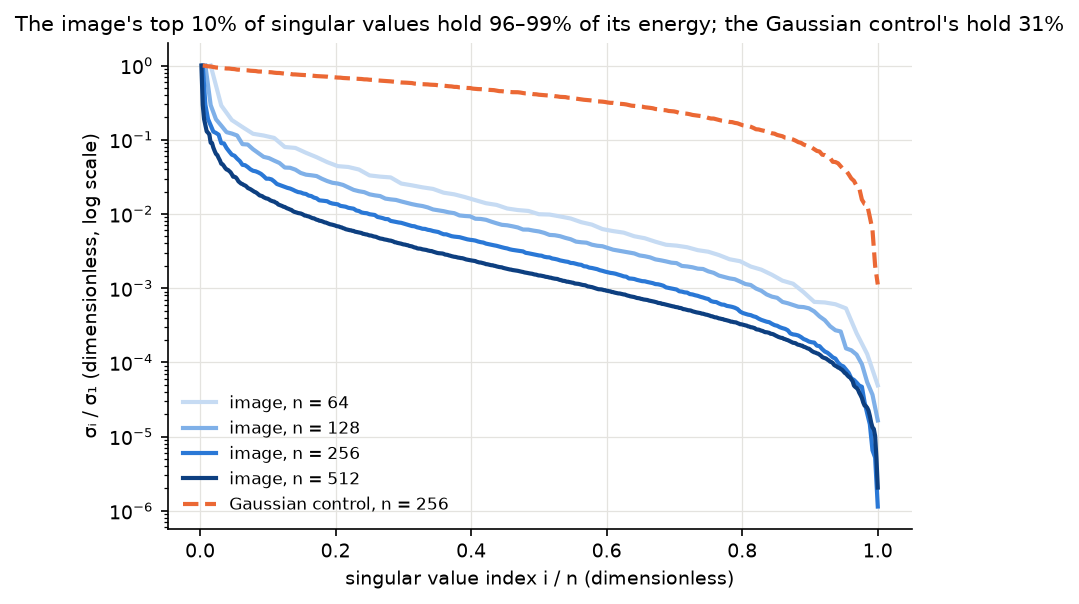 The image's top 10% of singular values hold 96–99% of its energy; the Gaussian control's hold 31%
σᵢ / σ₁ (dimensionless, log scale)
10⁰
10⁻¹
10⁻²
10⁻³
10⁻⁴
10⁻⁵
10⁻⁶
image, n = 64
image, n = 128
image, n = 256
image, n = 512
Gaussian control, n = 256
0.0 0.2 0.4 0.6 0.8 1.0
singular value index i / n (dimensionless)